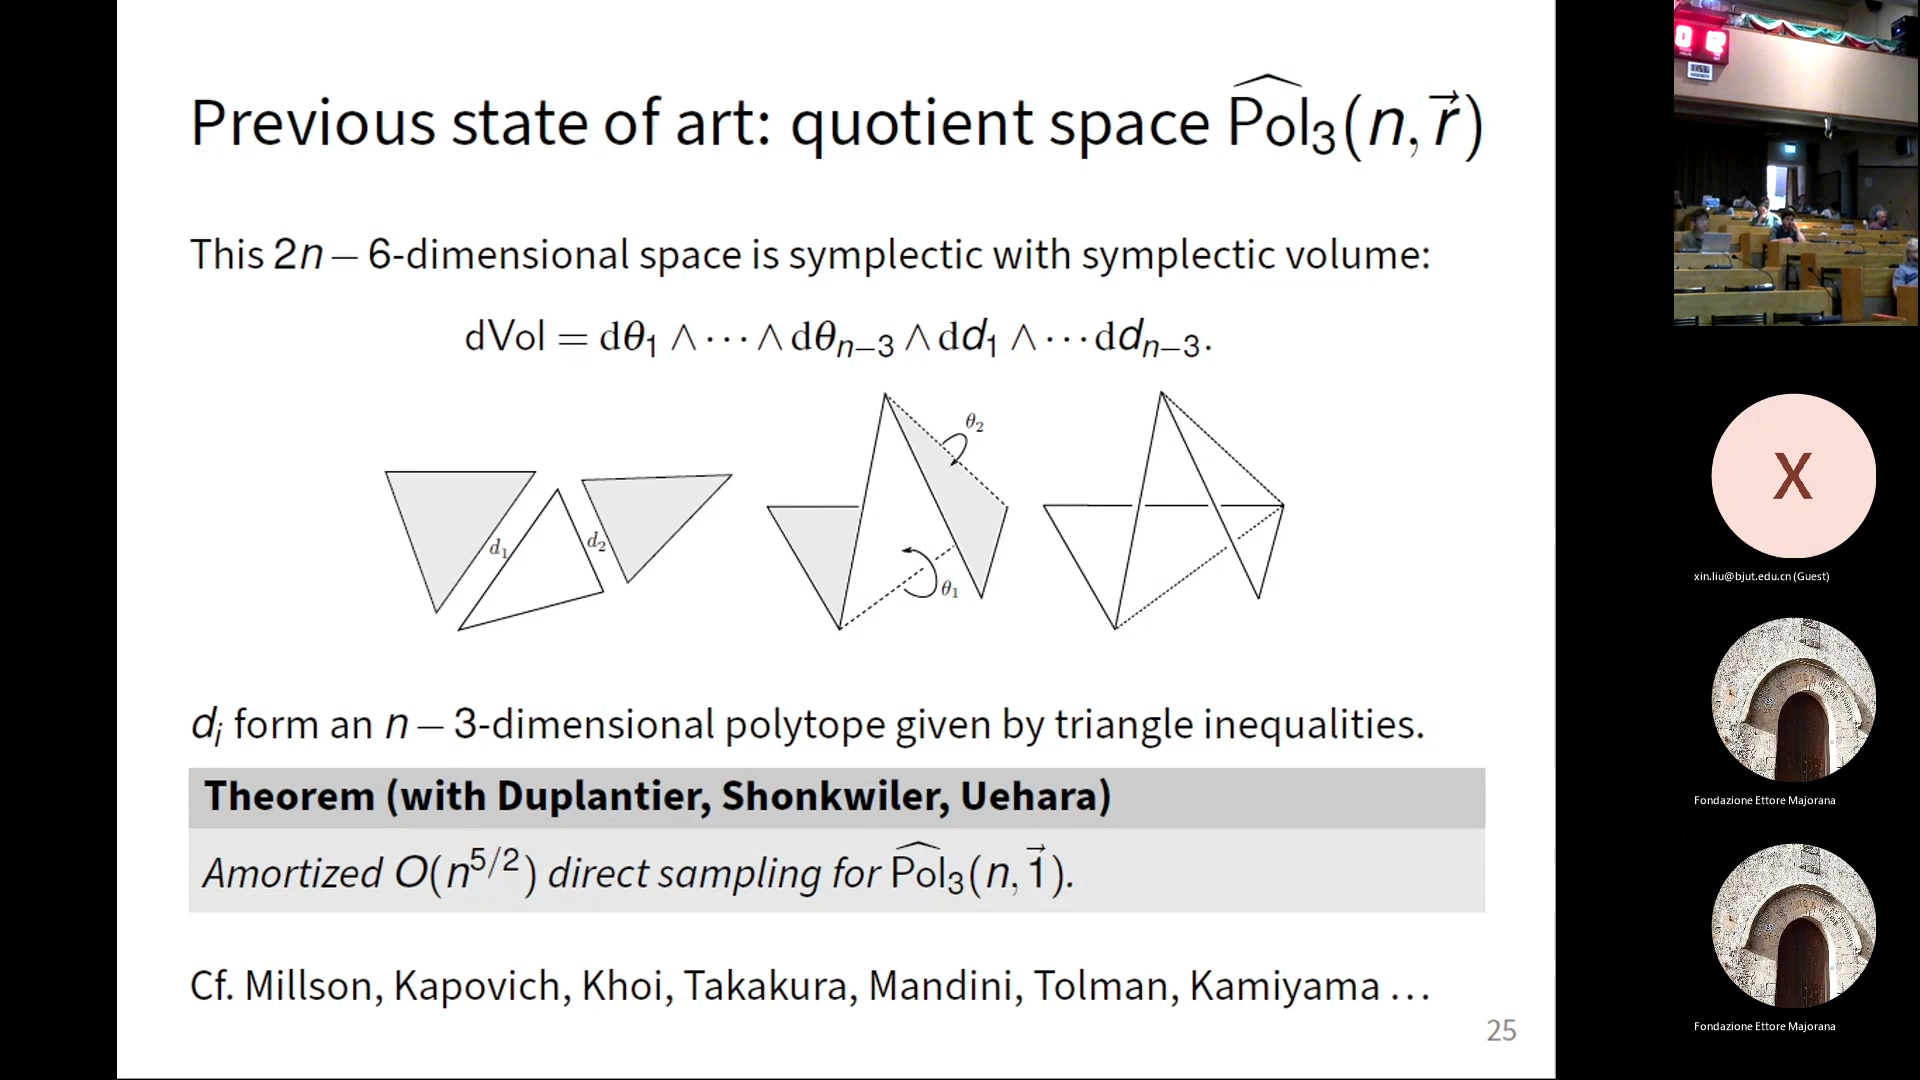 Previous state of art: quotient space P̂ol₃(n, r⃗)
This 2n − 6-dimensional space is symplectic with symplectic volume:
dVol = dθ₁ ∧ ⋯ ∧ dθₙ₋₃ ∧ dd₁ ∧ ⋯ ddₙ₋₃.
d₁ d₂ θ₂ θ₁
dᵢ form an n − 3-dimensional polytope given by triangle inequalities.
Theorem (with Duplantier, Shonkwiler, Uehara)
Amortized O(n^{5/2}) direct sampling for P̂ol₃(n, 1⃗).
Cf. Millson, Kapovich, Khoi, Takakura, Mandini, Tolman, Kamiyama …
25
X
xin.liu@bjut.edu.cn (Guest)
Fondazione Ettore Majorana
Fondazione Ettore Majorana